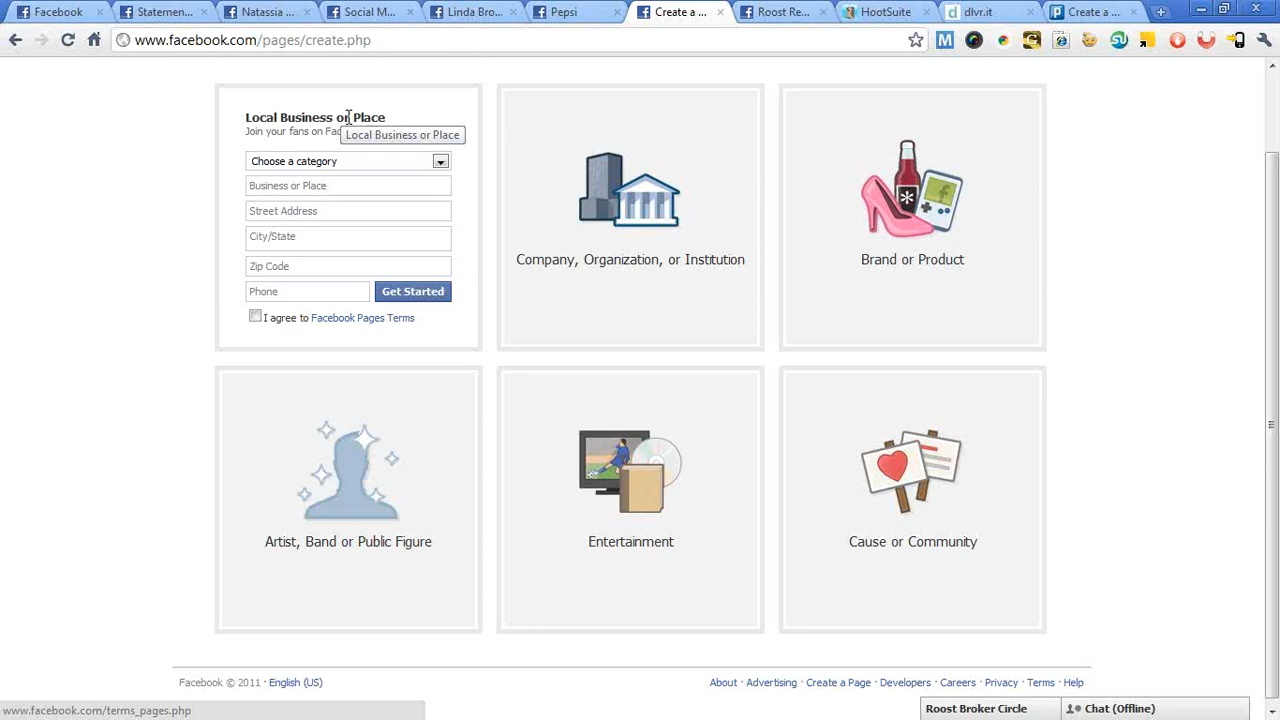 Facebook
Statemen...
Natassia ...
Social M...
Linda Bro...
Pepsi
Create a ...
Roost Re...
HootSuite
dlvr.it
Create a ...
www.facebook.com/pages/create.php
Local Business or Place
Join your fans on Fac
Local Business or Place
Choose a category
Business or Place
Street Address
City/State
Zip Code
Phone
Get Started
I agree to Facebook Pages Terms
Company, Organization, or Institution
Brand or Product
Artist, Band or Public Figure
Entertainment
Cause or Community
Facebook © 2011 · English (US)
About · Advertising · Create a Page · Developers · Careers · Privacy · Terms · Help
www.facebook.com/terms_pages.php
Roost Broker Circle
Chat (Offline)